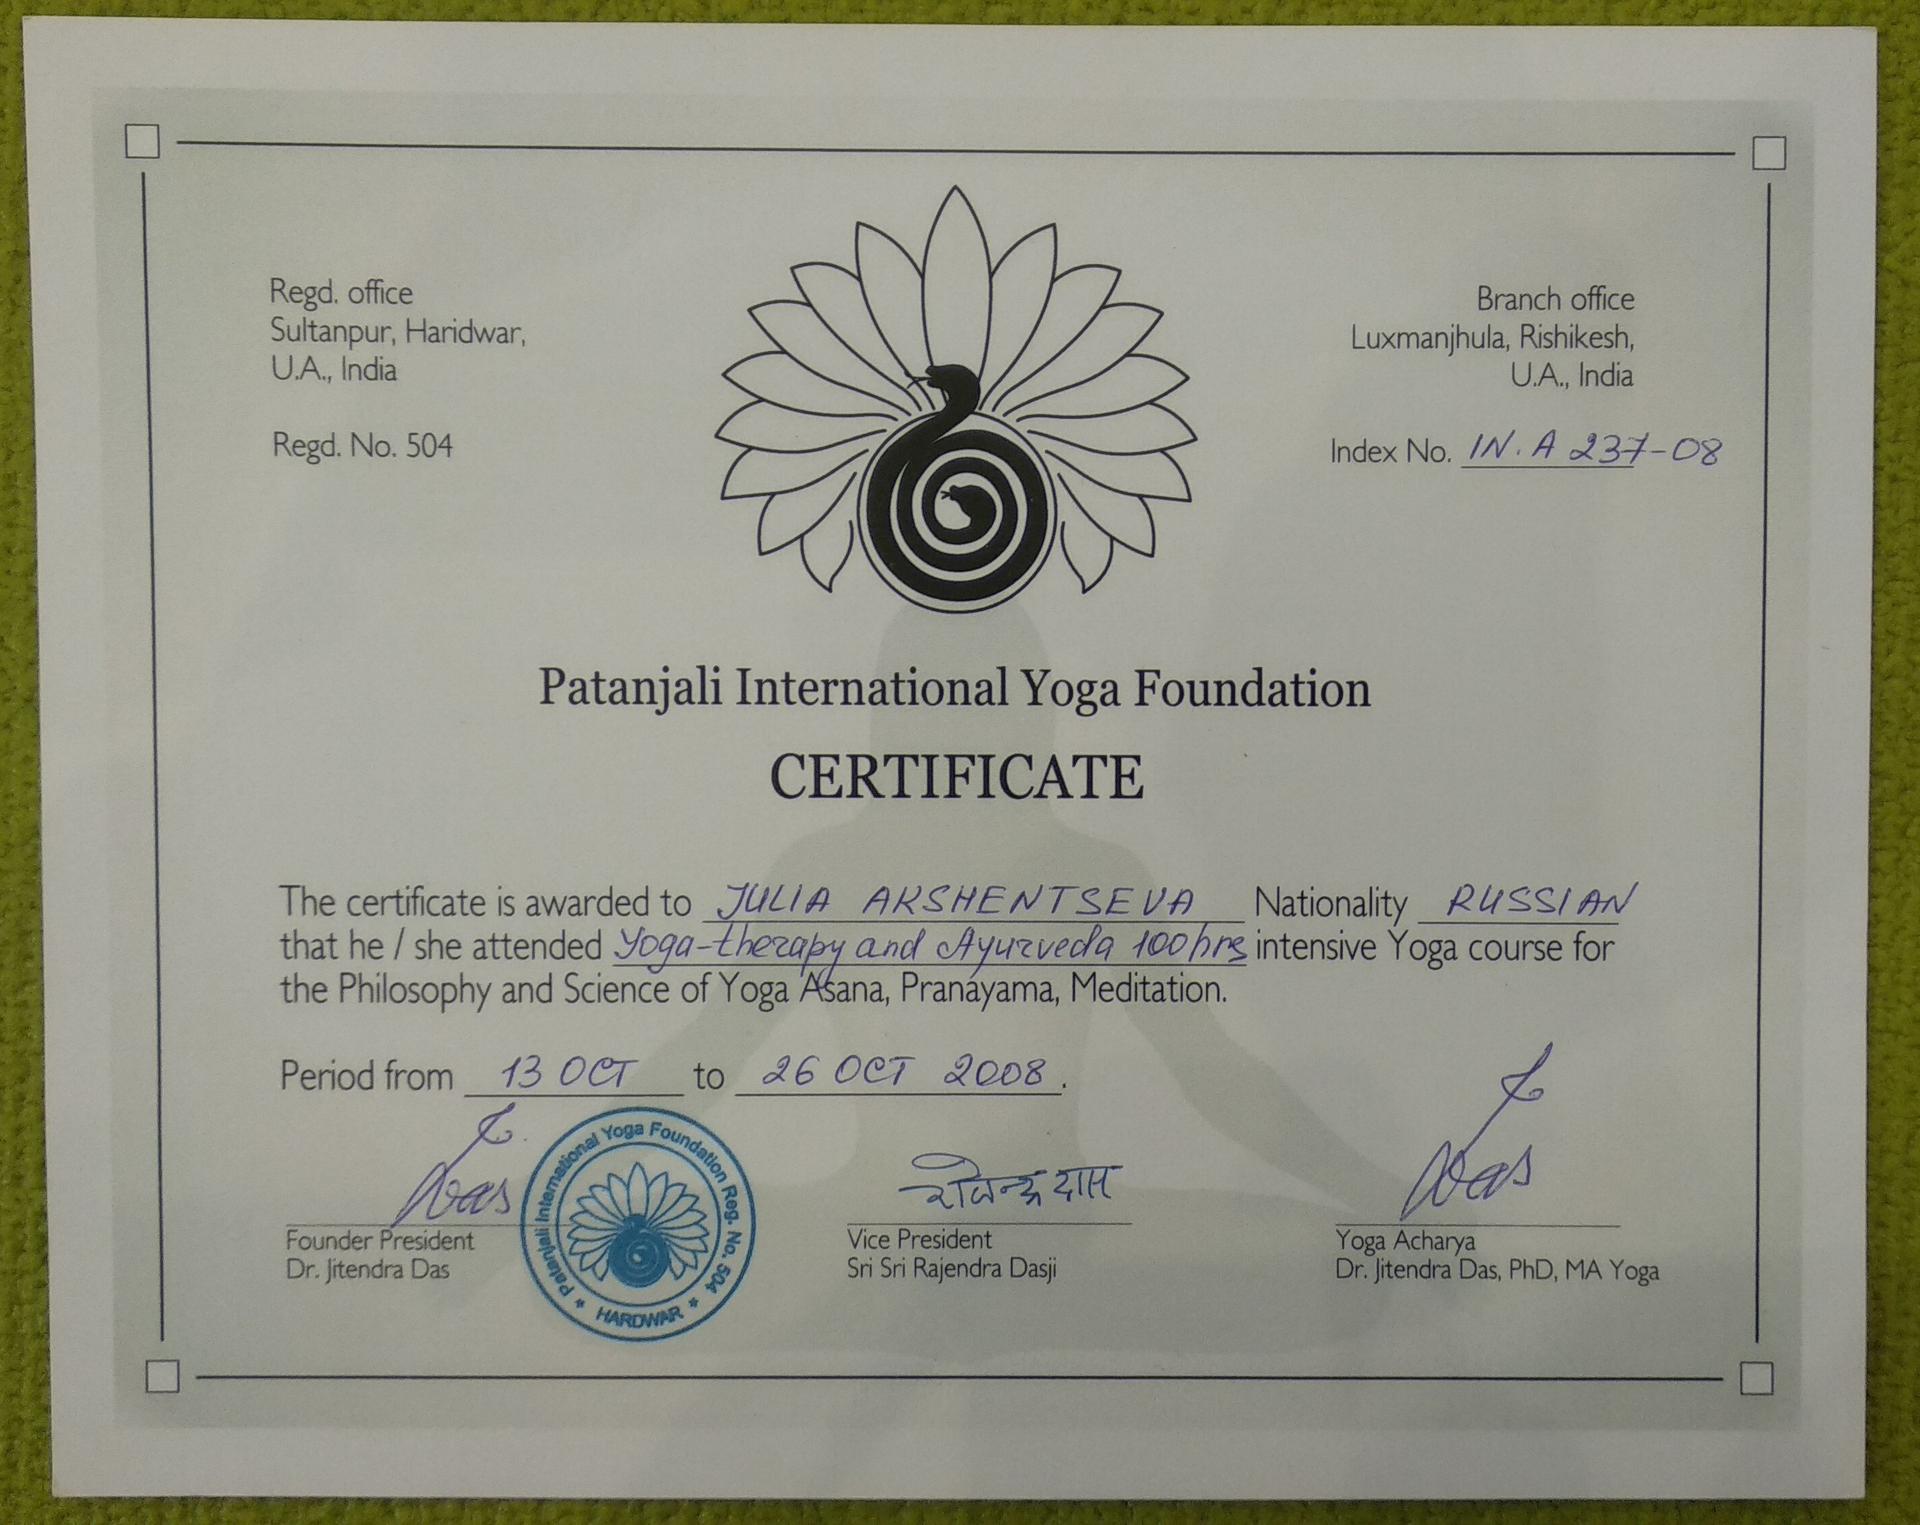 Regd. office
Sultanpur, Haridwar,
U.A., India
Regd. No. 504
Branch office
Luxmanjhula, Rishikesh,
U.A., India
Index No. IN.A 237-08
Patanjali International Yoga Foundation
CERTIFICATE
The certificate is awarded to JULIA AKSHENTSEVA Nationality RUSSIAN
that he / she attended Yoga-therapy and Ayurveda 100hrs intensive Yoga course for
the Philosophy and Science of Yoga Asana, Pranayama, Meditation.
Period from 13 OCT to 26 OCT 2008.
Das
Founder President
Dr. Jitendra Das
Patanjali International Yoga Foundation Reg. No. 504
HARDWAR
राजेन्द्र दास
Vice President
Sri Sri Rajendra Dasji
Das
Yoga Acharya
Dr. Jitendra Das, PhD, MA Yoga